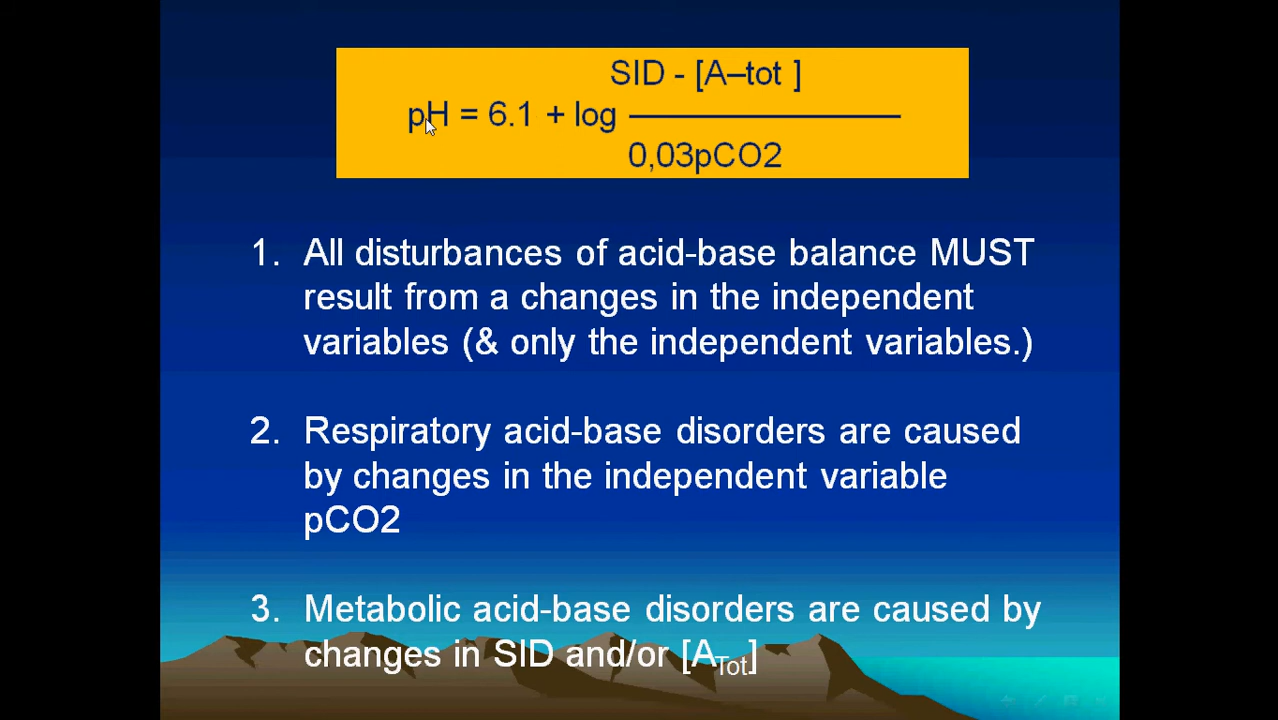 SID - [A–tot ]
pH = 6.1 + log
0,03pCO2
1. All disturbances of acid-base balance MUST
result from a changes in the independent
variables (& only the independent variables.)
2. Respiratory acid-base disorders are caused
by changes in the independent variable
pCO2
3. Metabolic acid-base disorders are caused by
changes in SID and/or [ATot]